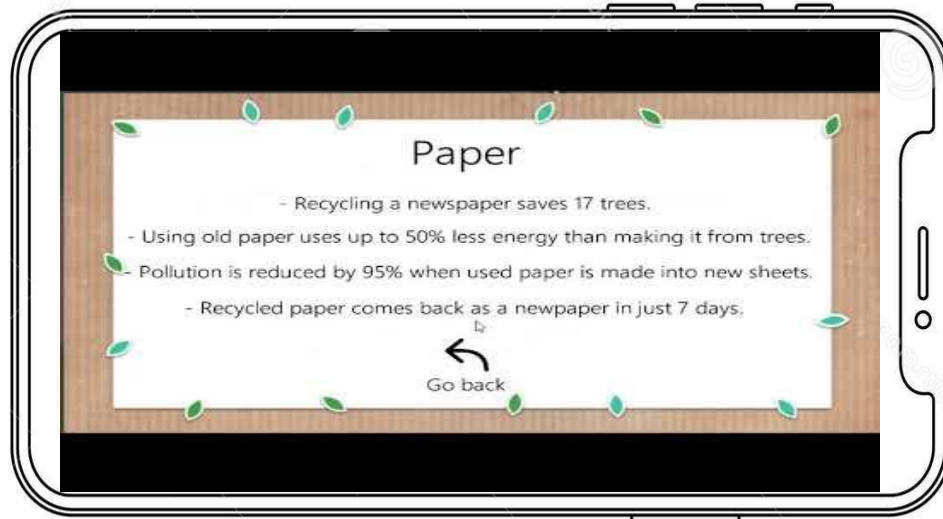 Paper
- Recycling a newspaper saves 17 trees.
- Using old paper uses up to 50% less energy than making it from trees.
- Pollution is reduced by 95% when used paper is made into new sheets.
- Recycled paper comes back as a newpaper in just 7 days.
Go back